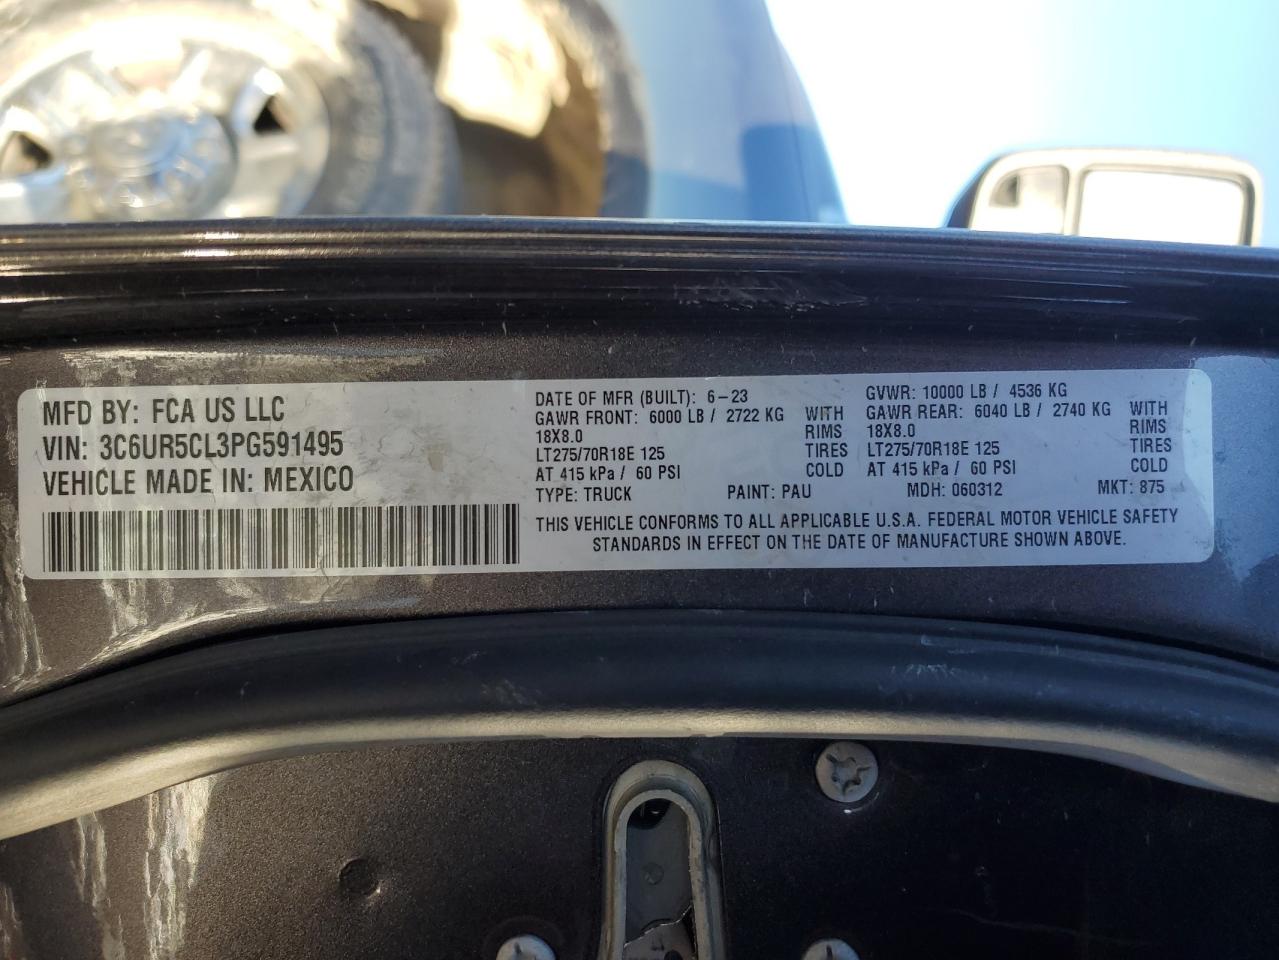 MFD BY: FCA US LLC
VIN: 3C6UR5CL3PG591495
VEHICLE MADE IN: MEXICO
DATE OF MFR (BUILT): 6-23
GAWR FRONT: 6000 LB / 2722 KG WITH
18X8.0 RIMS
LT275/70R18E 125 TIRES
AT 415 kPa / 60 PSI COLD
GVWR: 10000 LB / 4536 KG
GAWR REAR: 6040 LB / 2740 KG WITH
18X8.0 RIMS
LT275/70R18E 125 TIRES
AT 415 kPa / 60 PSI COLD
TYPE: TRUCK PAINT: PAU MDH: 060312 MKT: 875
THIS VEHICLE CONFORMS TO ALL APPLICABLE U.S.A. FEDERAL MOTOR VEHICLE SAFETY
STANDARDS IN EFFECT ON THE DATE OF MANUFACTURE SHOWN ABOVE.